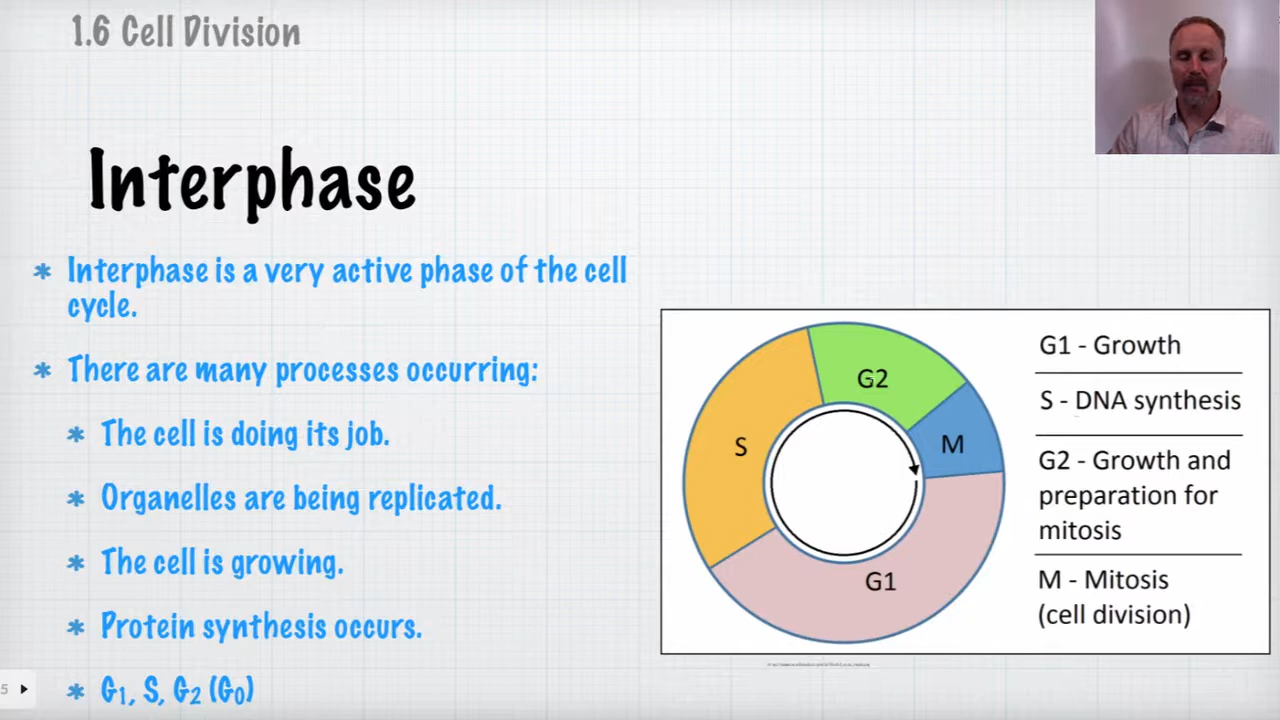 1.6 Cell Division
Interphase
* Interphase is a very active phase of the cell
cycle.
* There are many processes occurring:
* The cell is doing its job.
* Organelles are being replicated.
* The cell is growing.
* Protein synthesis occurs.
* G₁, S, G₂ (G₀)
5
G2
S
M
G1
G1 - Growth
S - DNA synthesis
G2 - Growth and
preparation for
mitosis
M - Mitosis
(cell division)